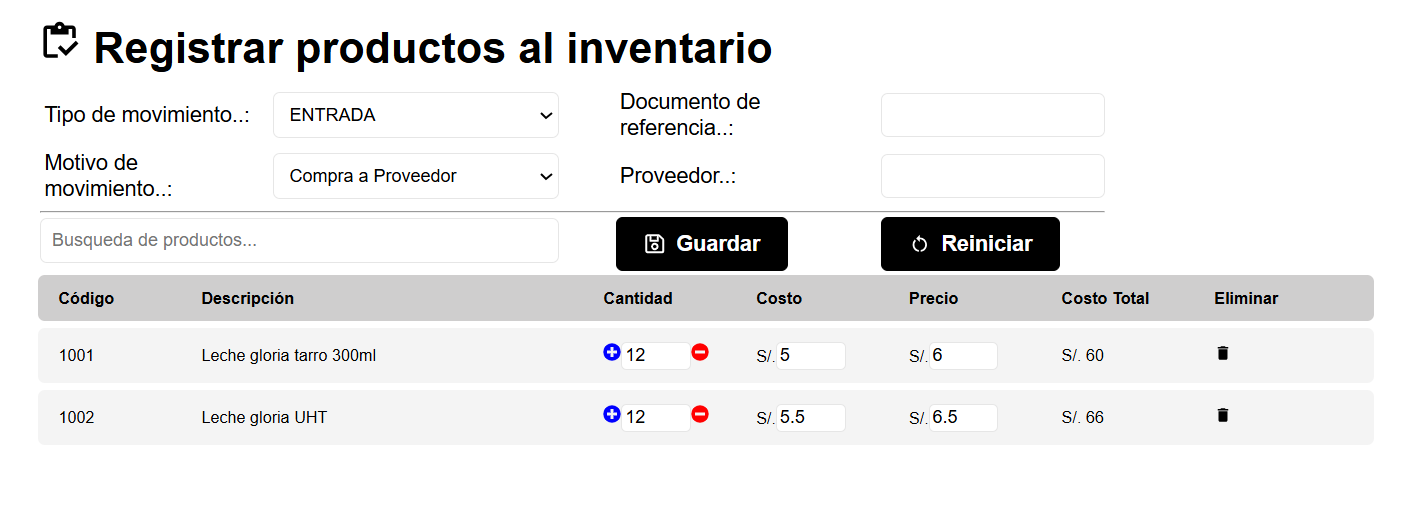 Registrar productos al inventario
Tipo de movimiento..: ENTRADA Documento de
referencia..:
Motivo de
movimiento..: Compra a Proveedor Proveedor..:
Busqueda de productos... Guardar Reiniciar
Código Descripción Cantidad Costo Precio Costo Total Eliminar
1001 Leche gloria tarro 300ml 12 S/. 5 S/. 6 S/. 60
1002 Leche gloria UHT 12 S/. 5.5 S/. 6.5 S/. 66